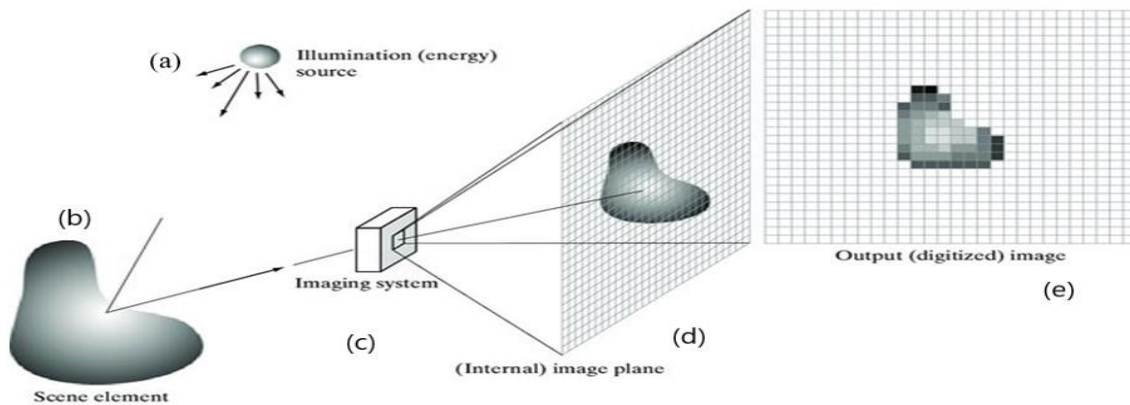 (a)
Illumination (energy)
source
(b)
Imaging system
Output (digitized) image
(e)
(c)
(d)
(Internal) image plane
Scene element